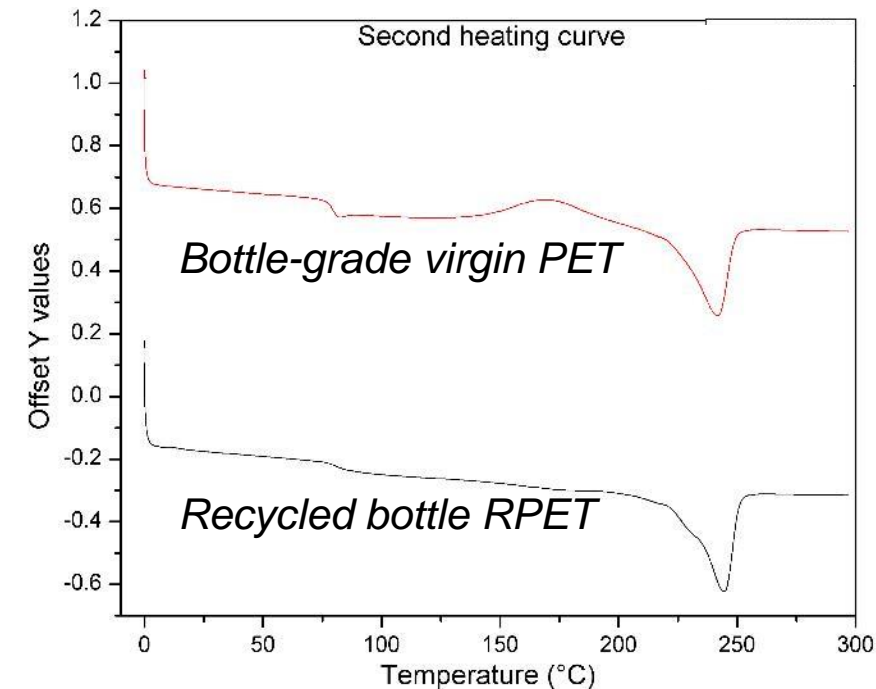 Second heating curve
1.2
1.0
0.8
0.6
0.4
0.2
0.0
-0.2
-0.4
-0.6
Offset Y values
Bottle-grade virgin PET
Recycled bottle RPET
0 50 100 150 200 250 300
Temperature (°C)